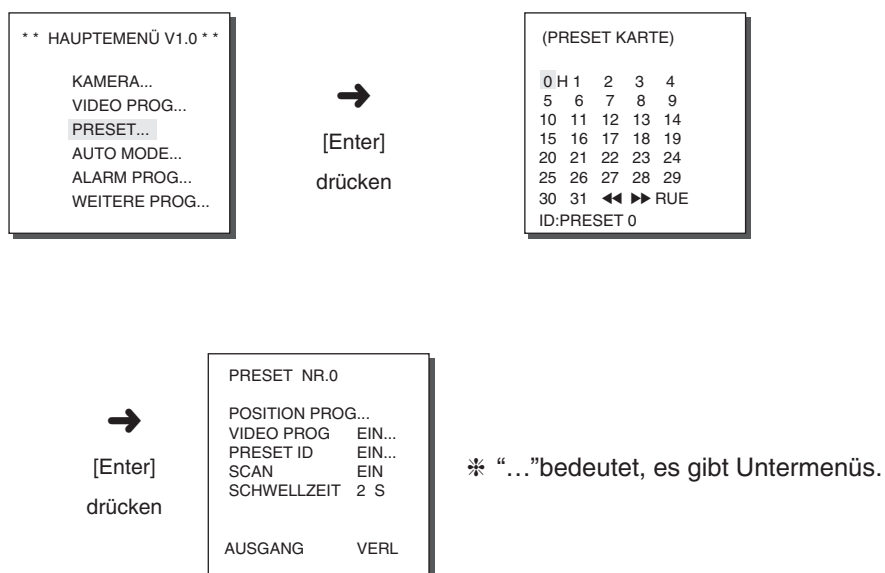 * * HAUPTEMENÜ V1.0 * *
KAMERA...
VIDEO PROG...
PRESET...
AUTO MODE...
ALARM PROG...
WEITERE PROG...
➜
[Enter]
drücken
(PRESET KARTE)
0 H 1 2 3 4
5 6 7 8 9
10 11 12 13 14
15 16 17 18 19
20 21 22 23 24
25 26 27 28 29
30 31 ◀◀ ▶▶ RUE
ID:PRESET 0
➜
[Enter]
drücken
PRESET NR.0
POSITION PROG...
VIDEO PROG EIN...
PRESET ID EIN...
SCAN EIN
SCHWELLZEIT 2 S
AUSGANG VERL
❈ “…”bedeutet, es gibt Untermenüs.